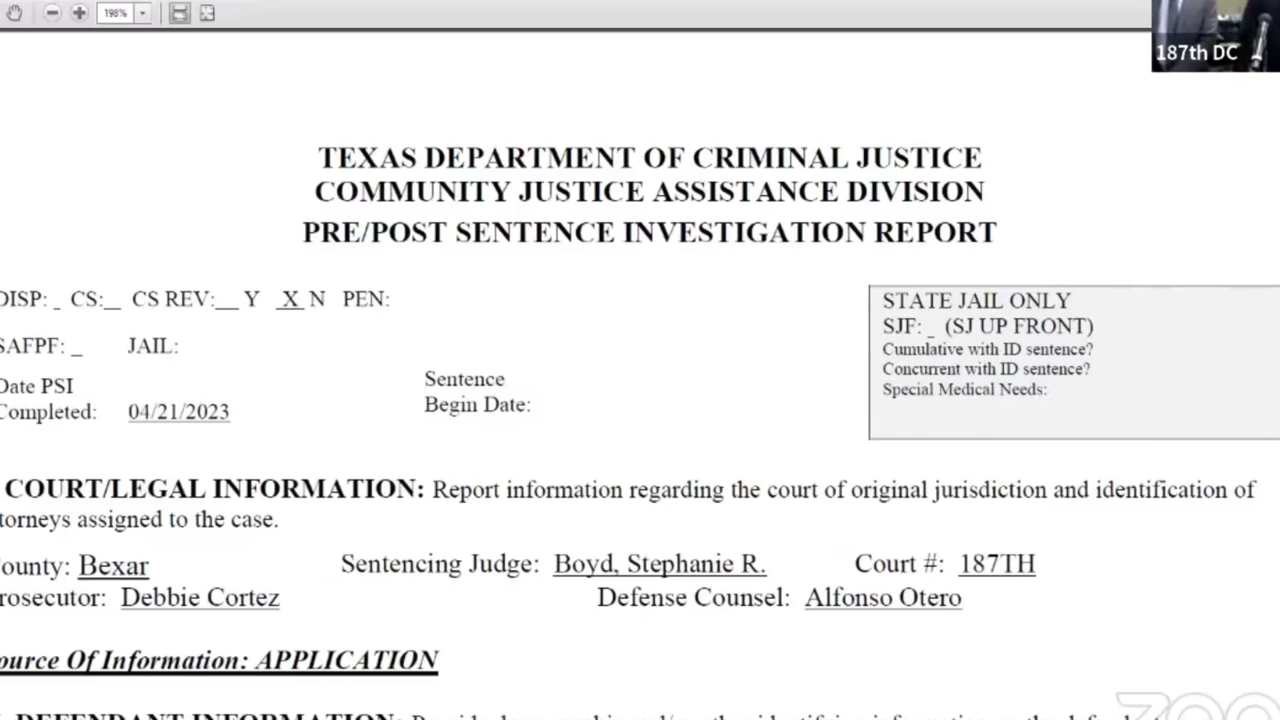 198%
187th DC
TEXAS DEPARTMENT OF CRIMINAL JUSTICE
COMMUNITY JUSTICE ASSISTANCE DIVISION
PRE/POST SENTENCE INVESTIGATION REPORT
DISP: _ CS:__ CS REV:__ Y _X_ N PEN:
SAFPF: _ JAIL:
Date PSI
Completed: 04/21/2023
Sentence
Begin Date:
STATE JAIL ONLY
SJF: _ (SJ UP FRONT)
Cumulative with ID sentence?
Concurrent with ID sentence?
Special Medical Needs:
COURT/LEGAL INFORMATION: Report information regarding the court of original jurisdiction and identification of
torneys assigned to the case.
ounty: Bexar Sentencing Judge: Boyd, Stephanie R. Court #: 187TH
rosecutor: Debbie Cortez Defense Counsel: Alfonso Otero
ource Of Information: APPLICATION
DEFENDANT INFORMATION:
zoo